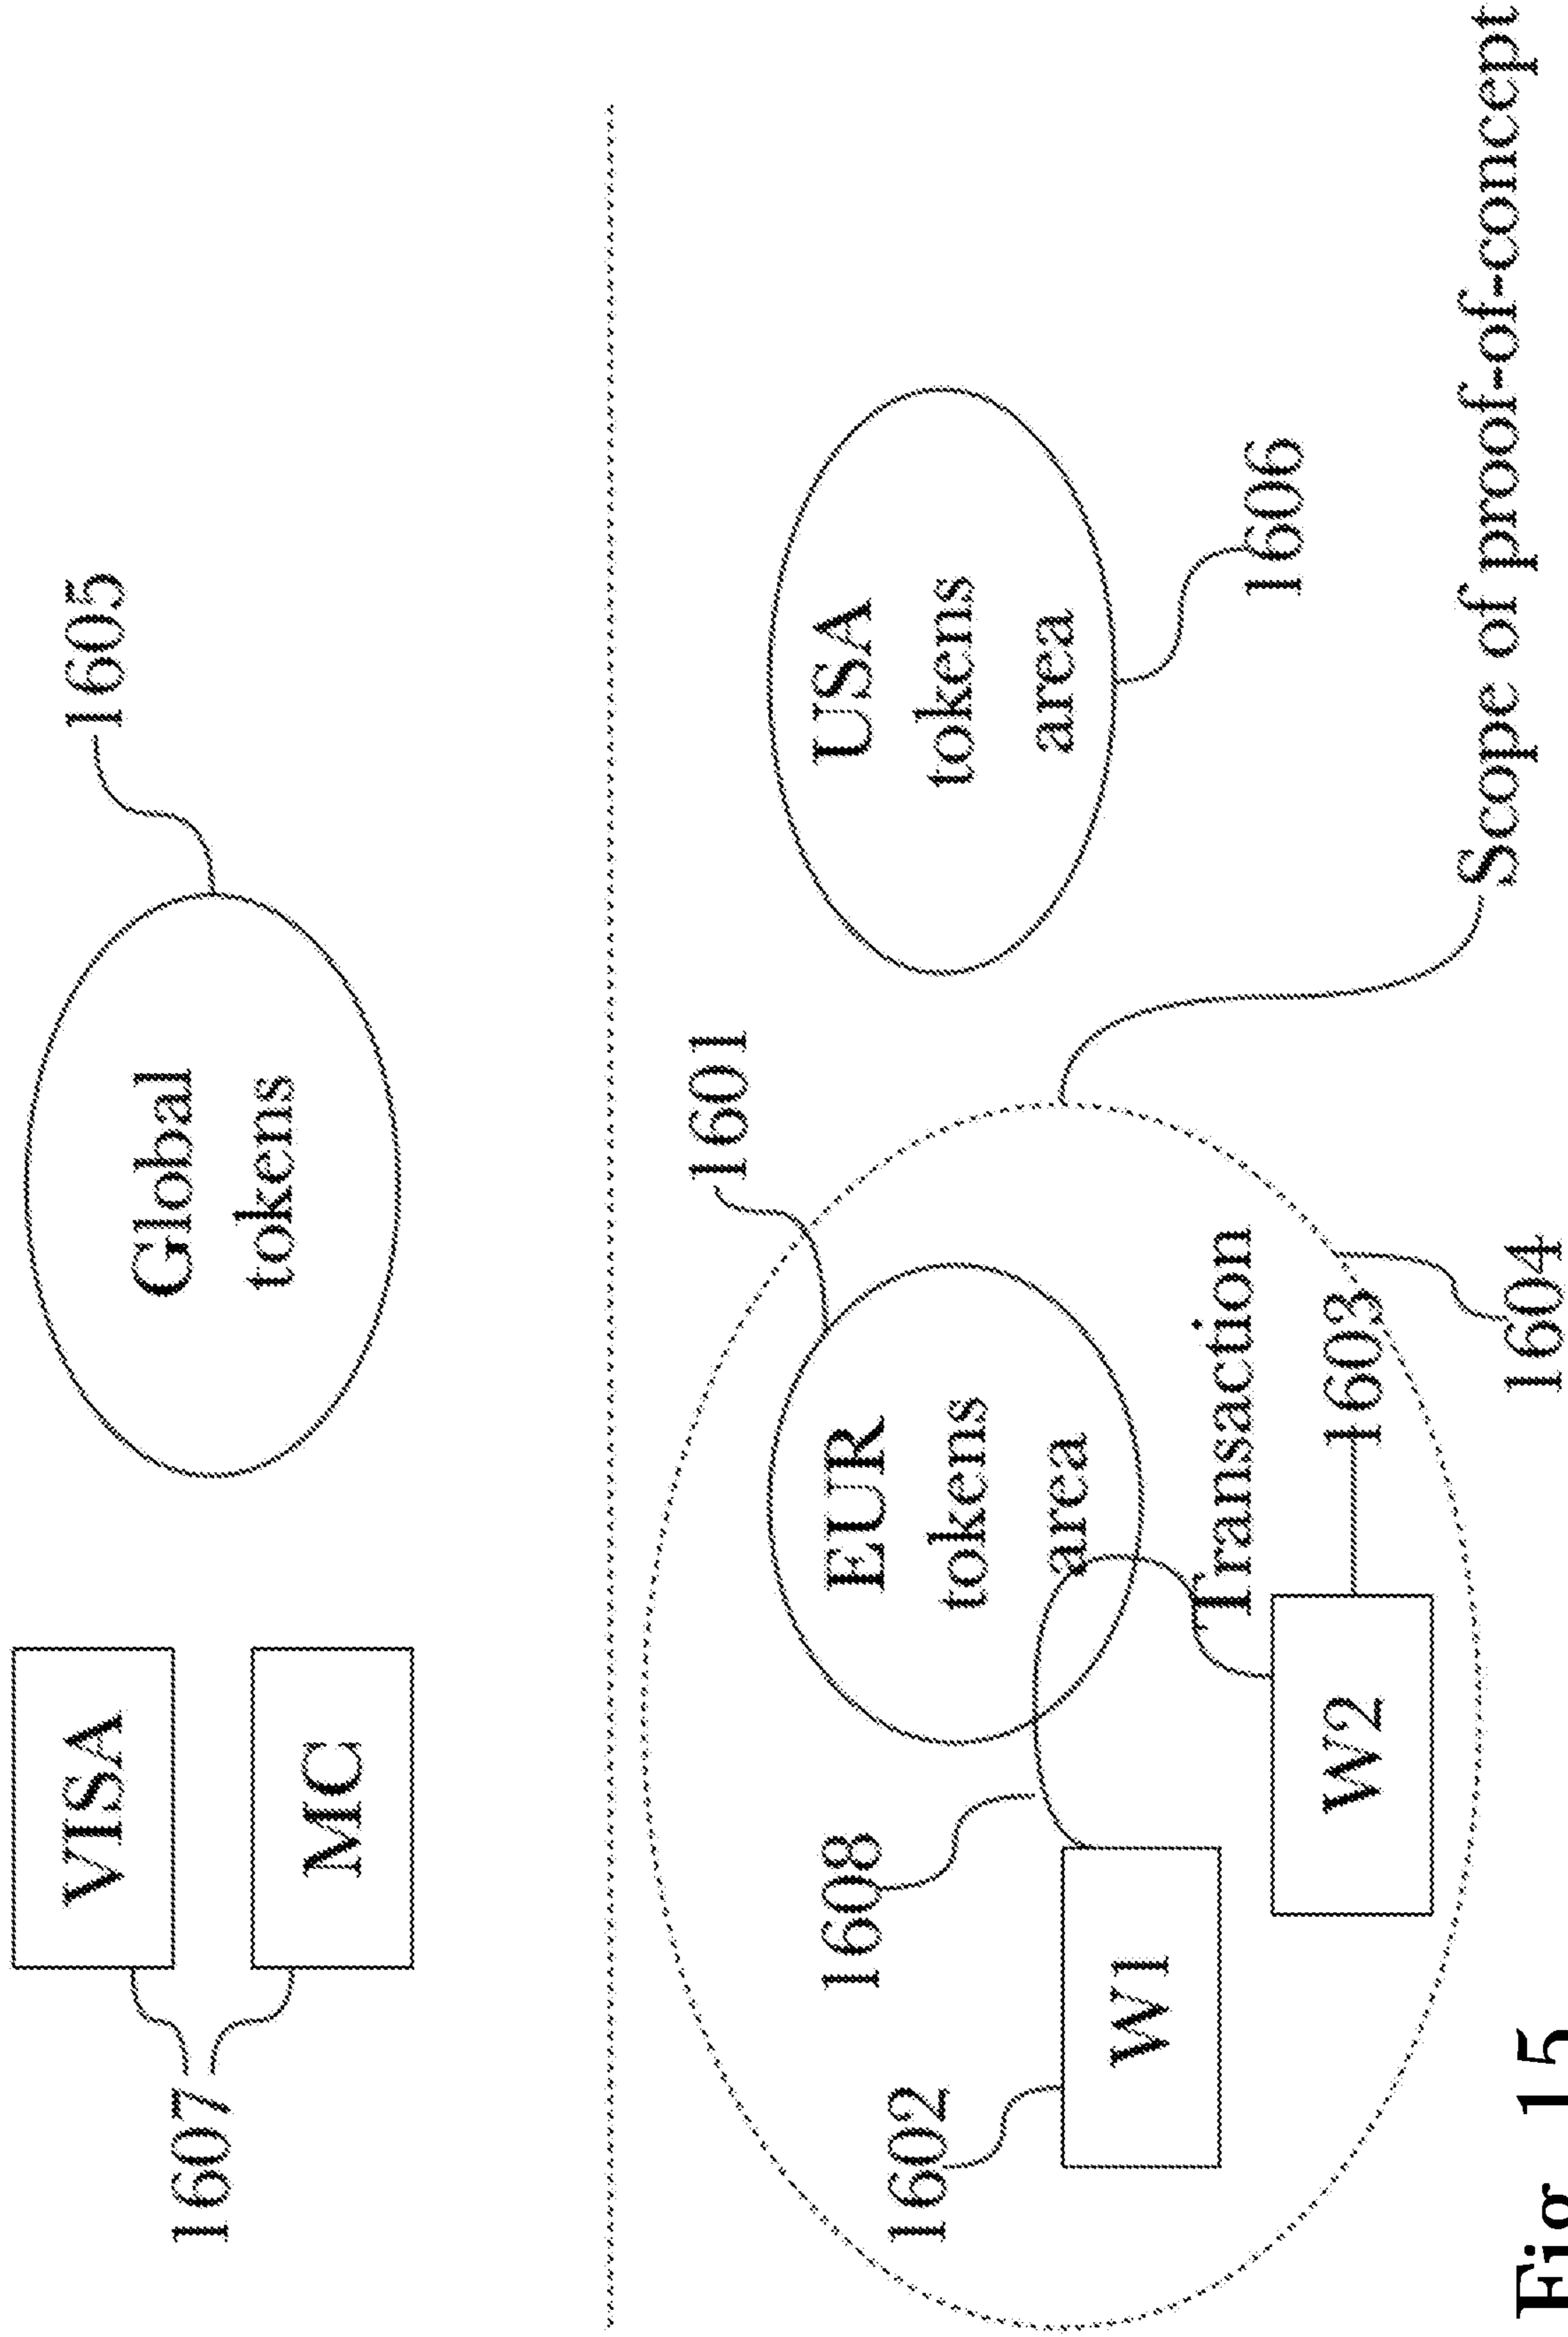 1607
VISA
MC
Global
tokens
1605
1601
1608
1602
W1
W2
EUR
tokens
area
Transaction
1603
1604
USA
tokens
area
1606
Scope of proof-of-concept
Fig. 15